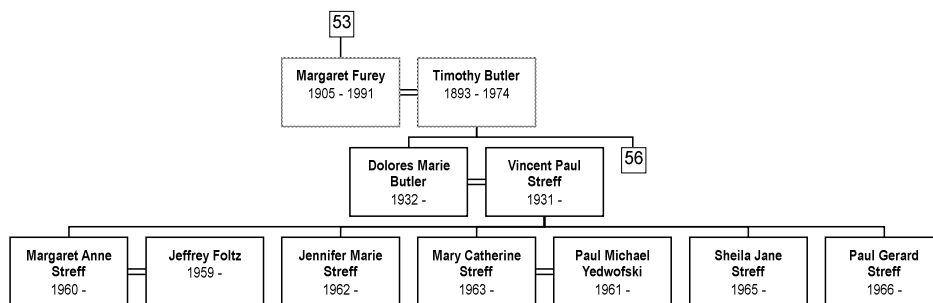 53
Margaret Furey
1905 - 1991
Timothy Butler
1893 - 1974
Dolores Marie
Butler
1932 -
Vincent Paul
Streff
1931 -
56
Margaret Anne
Streff
1960 -
Jeffrey Foltz
1959 -
Jennifer Marie
Streff
1962 -
Mary Catherine
Streff
1963 -
Paul Michael
Yedwofski
1961 -
Sheila Jane
Streff
1965 -
Paul Gerard
Streff
1966 -